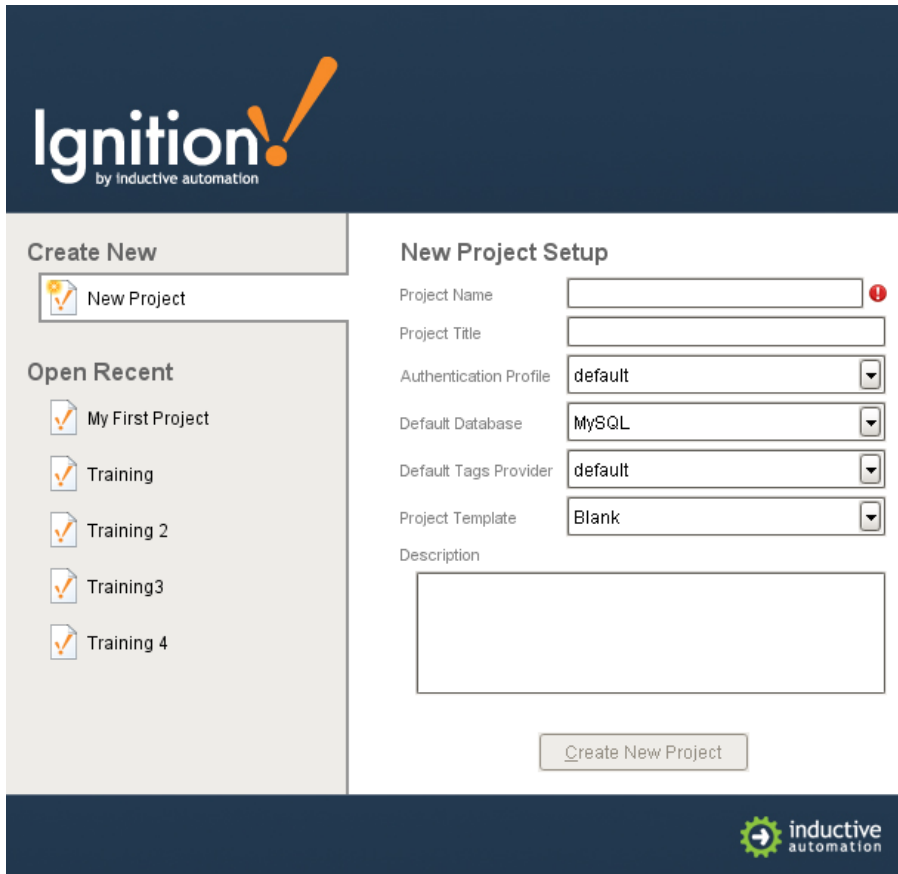 Ignition!
by inductive automation
Create New
New Project
Open Recent
My First Project
Training
Training 2
Training3
Training 4
New Project Setup
Project Name
Project Title
Authentication Profile default
Default Database MySQL
Default Tags Provider default
Project Template Blank
Description
Create New Project
inductive
automation